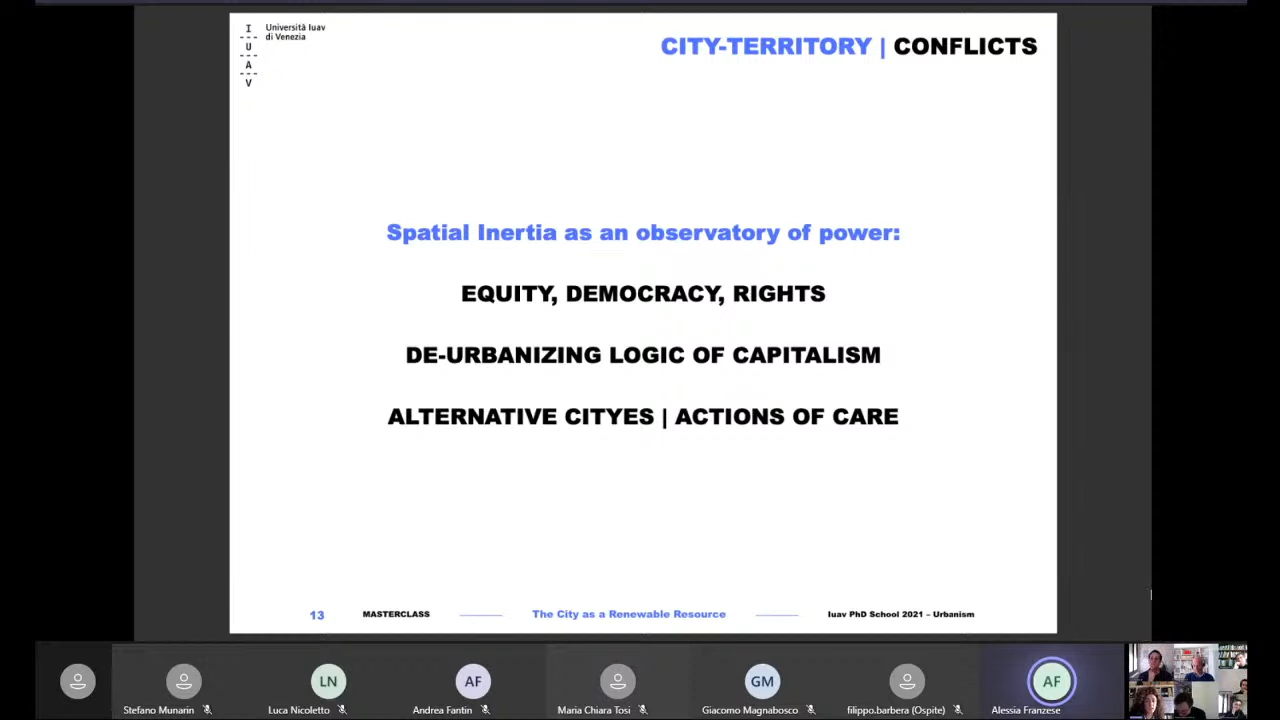 I
U
A
V
Università Iuav
di Venezia
CITY-TERRITORY | CONFLICTS
Spatial Inertia as an observatory of power:
EQUITY, DEMOCRACY, RIGHTS
DE-URBANIZING LOGIC OF CAPITALISM
ALTERNATIVE CITYES | ACTIONS OF CARE
13 MASTERCLASS The City as a Renewable Resource Iuav PhD School 2021 – Urbanism
LN AF GM AF
Stefano Munarin Luca Nicoletto Andrea Fantin Maria Chiara Tosi Giacomo Magnabosco filippo.barbera (Ospite) Alessia Franzese